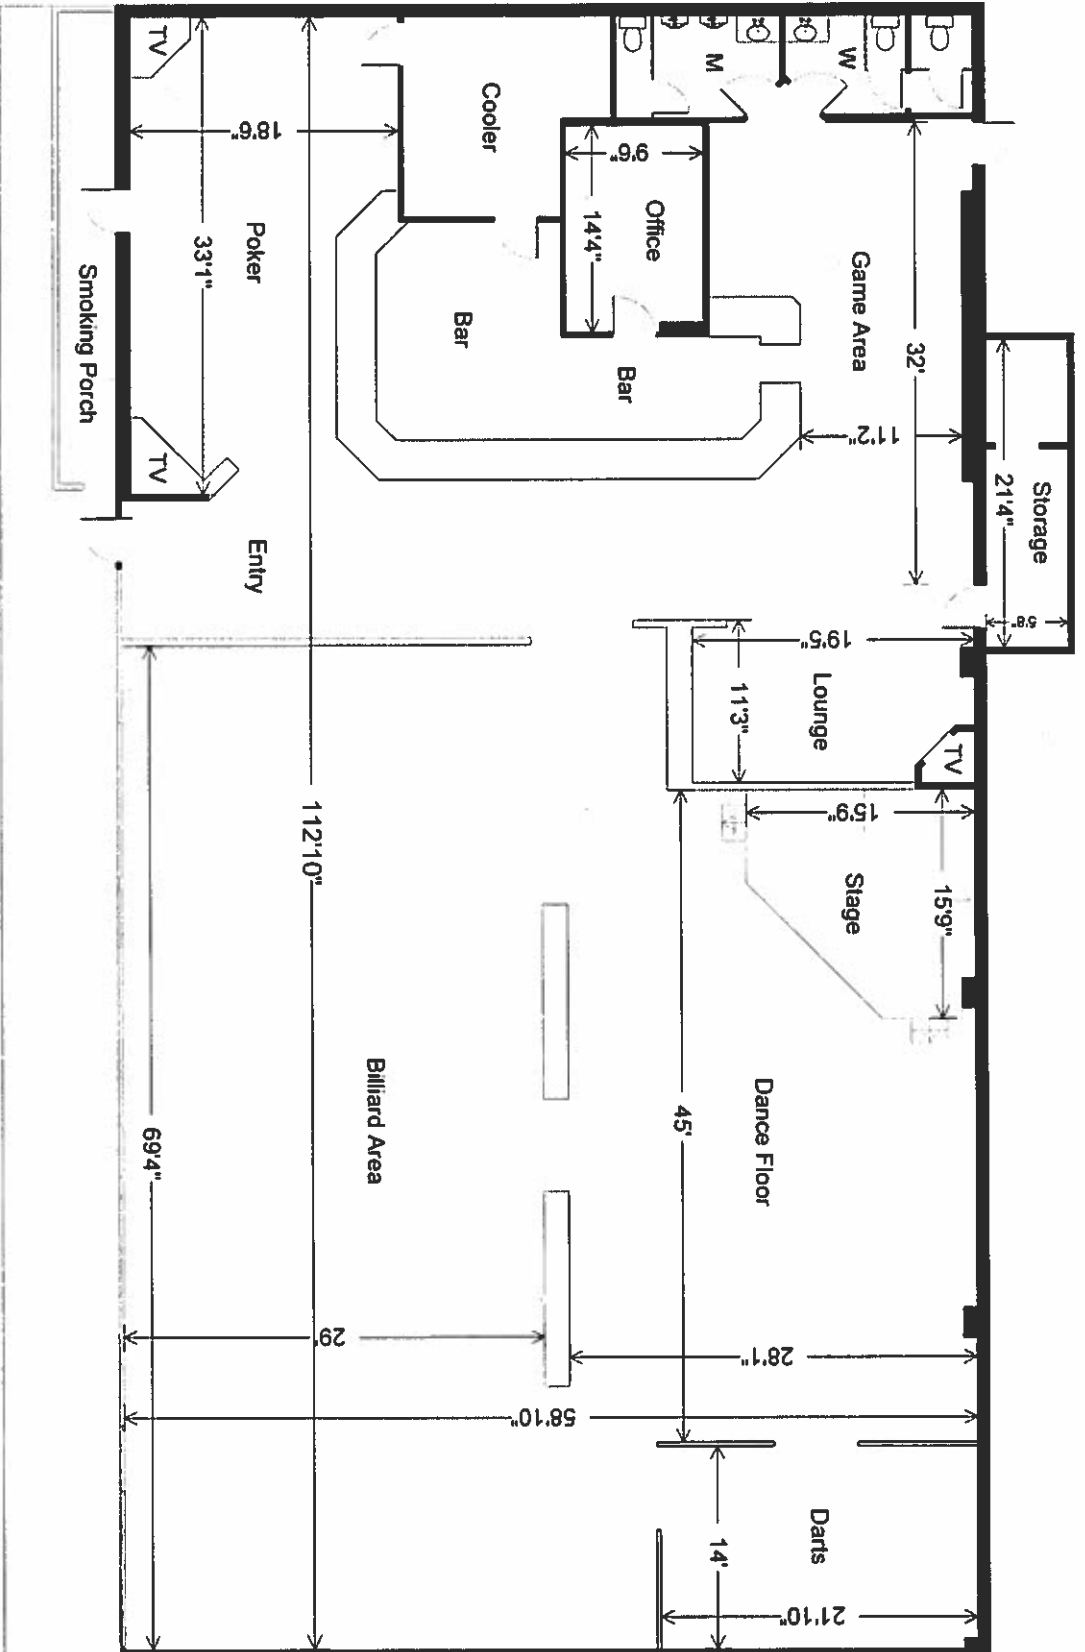 TV
18'6"
33'1"
Poker
Smoking Porch
TV
Entry
Cooler
Bar
Bar
9'6"
14'4"
Office
M
W
Game Area
32'
11'2"
Storage
21'4"
5'8"
19'5"
11'3"
Lounge
TV
15'9"
15'9"
Stage
112'10"
69'4"
Billiard Area
Dance Floor
45'
29'
28'1"
58'10"
Darts
14'
21'10"